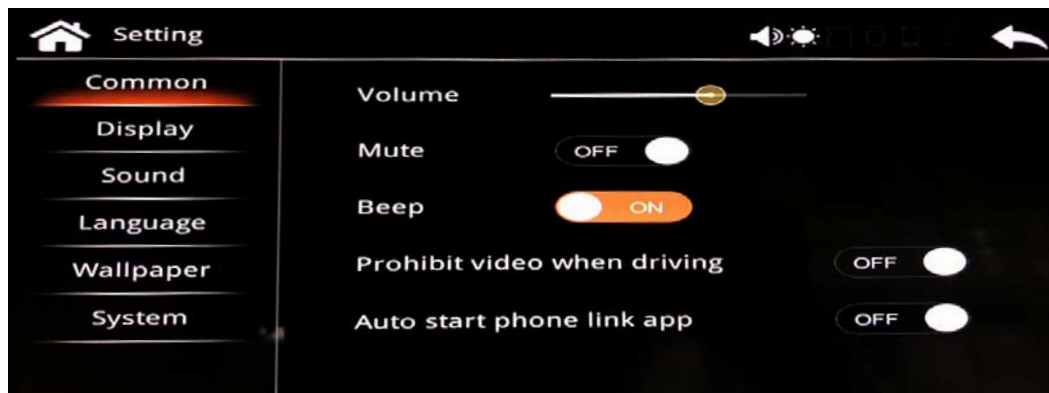 Setting
Common
Display
Sound
Language
Wallpaper
System
Volume
Mute OFF
Beep ON
Prohibit video when driving OFF
Auto start phone link app OFF